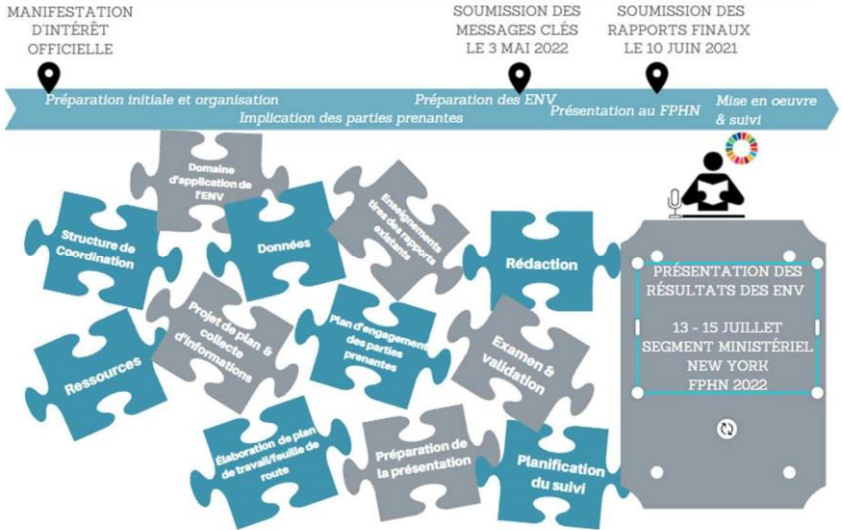 MANIFESTATION
D'INTÉRÊT
OFFICIELLE
SOUMISSION DES
MESSAGES CLÉS
LE 3 MAI 2022
SOUMISSION DES
RAPPORTS FINAUX
LE 10 JUIN 2021
Préparation initiale et organisation
Implication des parties prenantes
Préparation des ENV
Présentation au FPHN
Mise en oeuvre
& suivi
Domaine
d'application de
l'ENV
Structure de
Coordination
Données
Enseignements
tires des rapports
existants
Rédaction
Ressources
Projet de plan &
collecte
d'informations
Plan d'engagement
des parties
prenantes
Examen &
validation
Élaboration de plan
de travail/feuille de
route
Préparation de
la présentation
Planification
du suivi
PRÉSENTATION DES
RÉSULTATS DES ENV
13 - 15 JUILLET
SEGMENT MINISTÉRIEL
NEW YORK
FPHN 2022